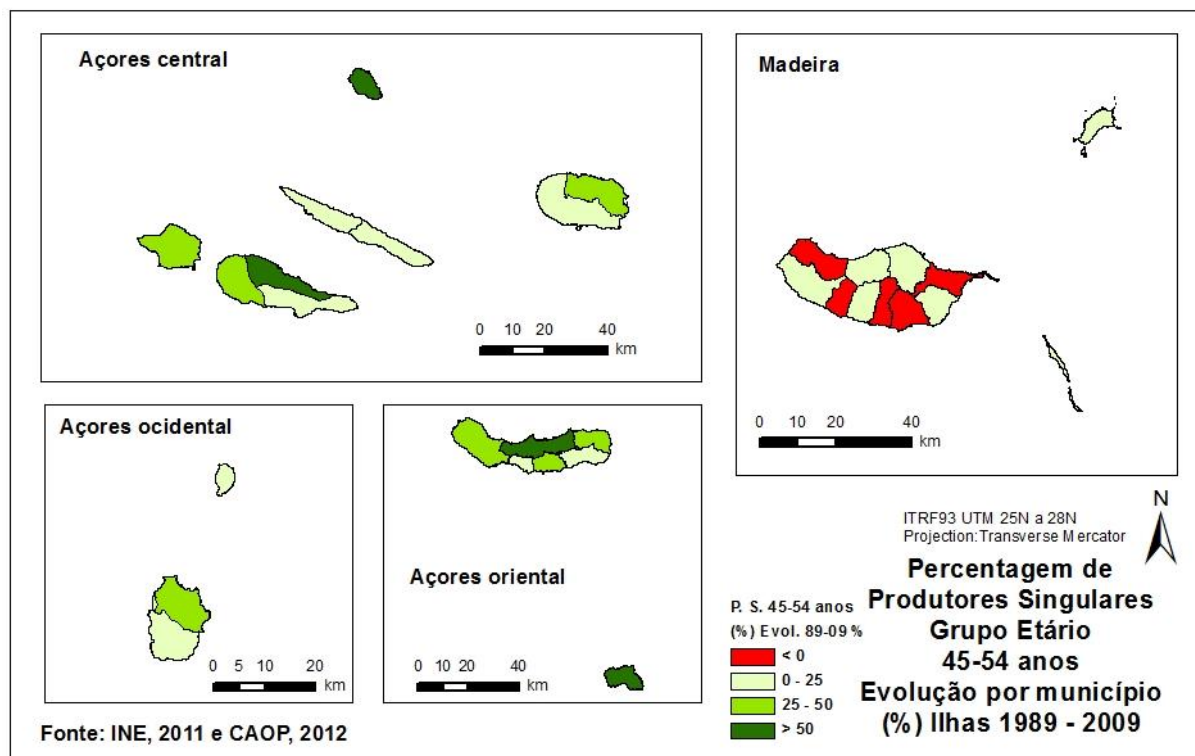 Açores central
0 10 20 40
km
Madeira
0 10 20 40
km
Açores ocidental
0 5 10 20
km
Açores oriental
0 10 20 40
km
N
ITRF93 UTM 25N a 28N
Projection:Transverse Mercator
Percentagem de
Produtores Singulares
Grupo Etário
45-54 anos
Evolução por município
(%) Ilhas 1989 - 2009
P. S. 45-54 anos
(%) Evol. 89-09 %
< 0
0 - 25
25 - 50
> 50
Fonte: INE, 2011 e CAOP, 2012